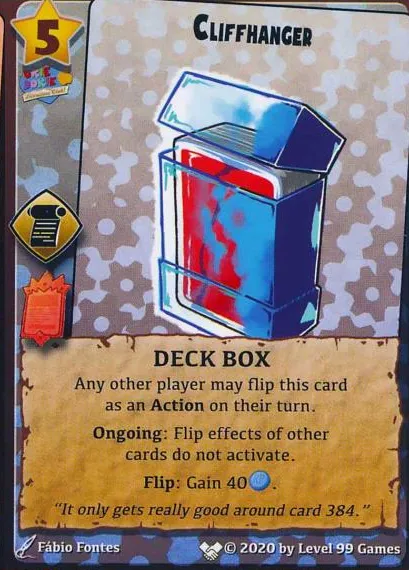 5
CLIFFHANGER
DECK BOX
Any other player may flip this card
as an Action on their turn.
Ongoing: Flip effects of other
cards do not activate.
Flip: Gain 40.
“It only gets really good around card 384.”
Fábio Fontes
© 2020 by Level 99 Games